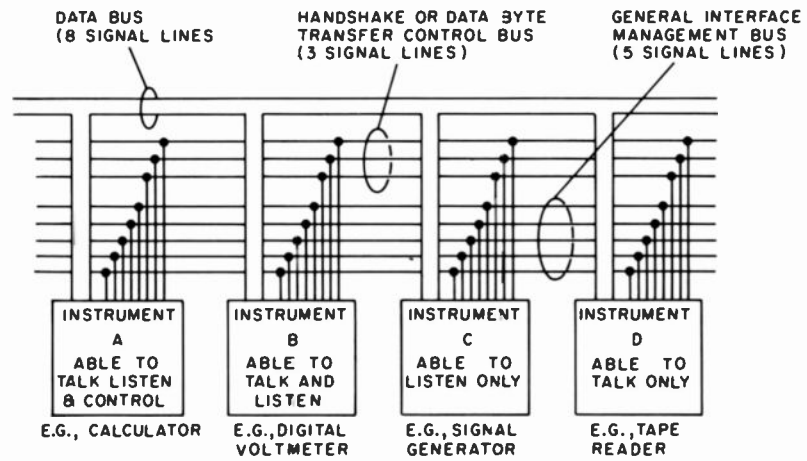 DATA BUS
(8 SIGNAL LINES
HANDSHAKE OR DATA BYTE
TRANSFER CONTROL BUS
(3 SIGNAL LINES)
GENERAL INTERFACE
MANAGEMENT BUS
(5 SIGNAL LINES)
INSTRUMENT
A
ABLE TO
TALK LISTEN
& CONTROL
E.G., CALCULATOR
INSTRUMENT
B
ABLE TO
TALK AND
LISTEN
E.G., DIGITAL
VOLTMETER
INSTRUMENT
C
ABLE TO
LISTEN ONLY
E.G., SIGNAL
GENERATOR
INSTRUMENT
D
ABLE TO
TALK ONLY
E.G., TAPE
READER